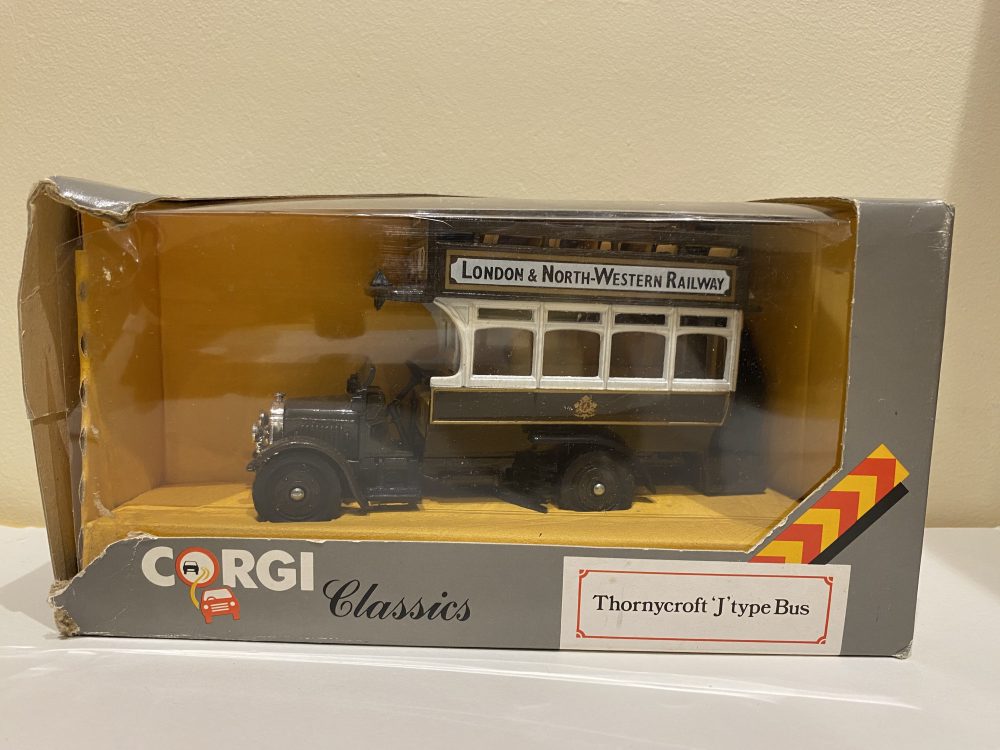 LONDON & NORTH-WESTERN RAILWAY
CORGI
Classics
Thornycroft 'J' type Bus